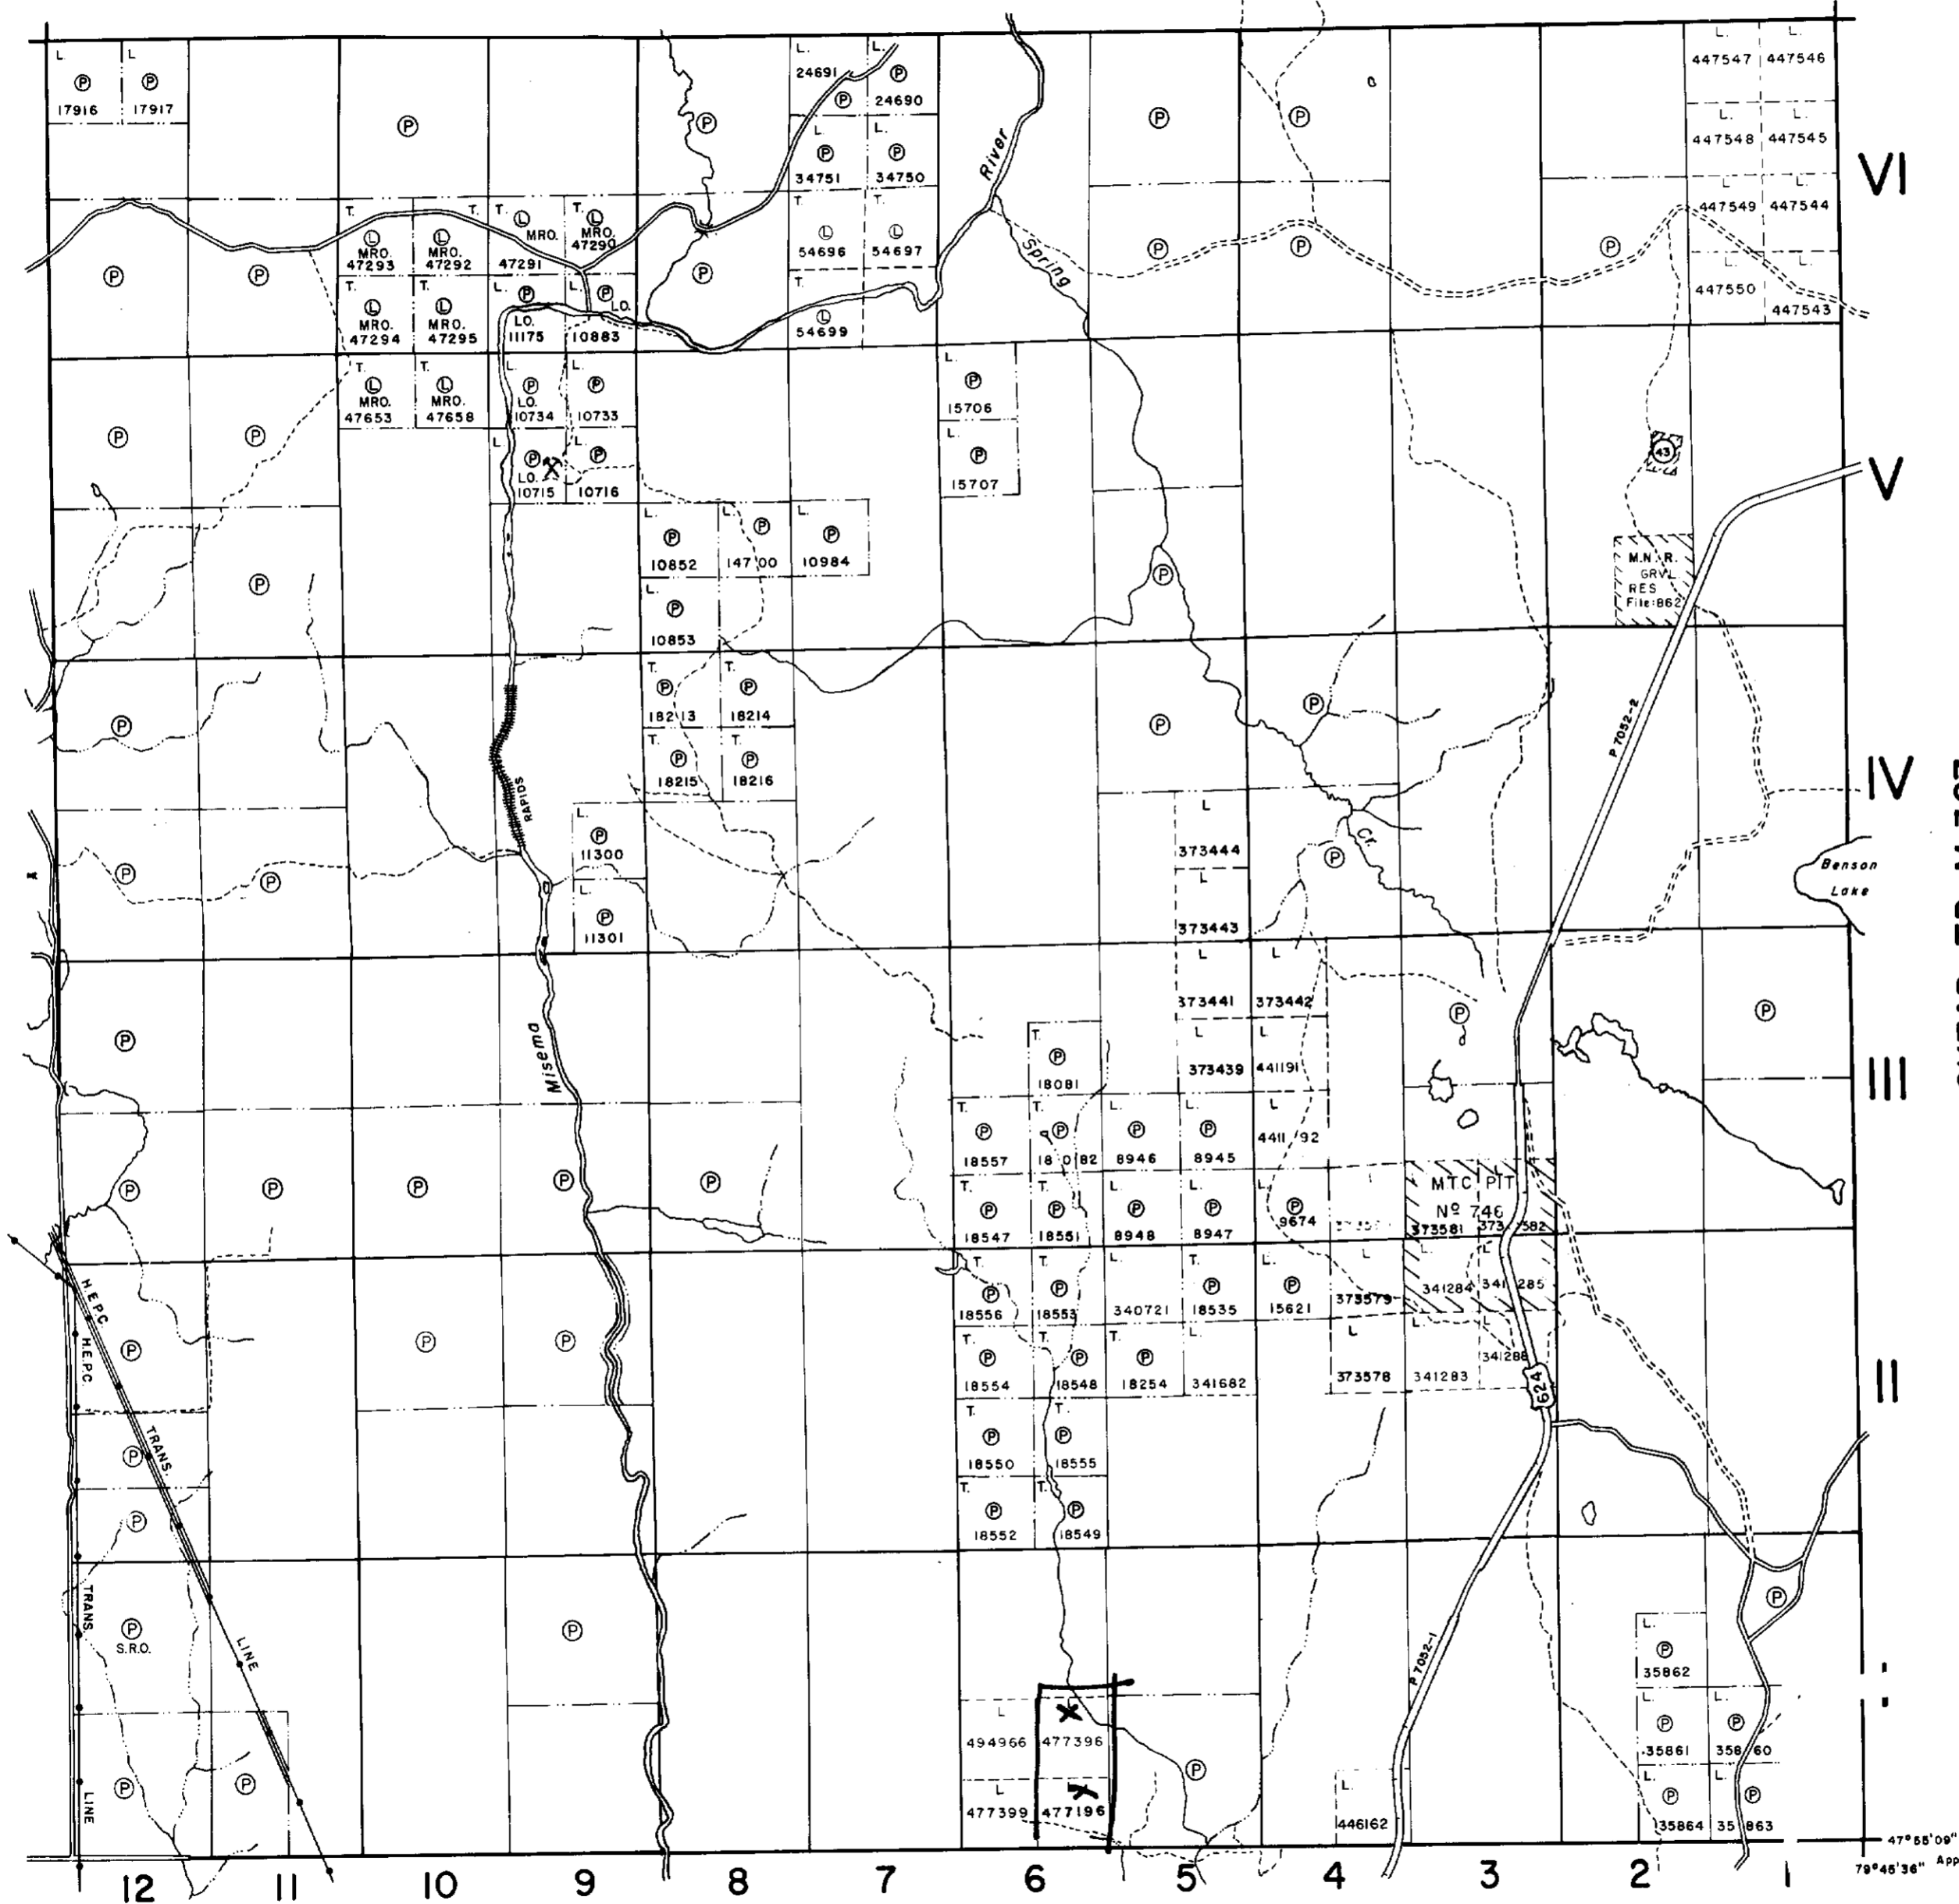 L. L
Ⓟ Ⓟ
17916 17917
Ⓟ
Ⓟ
L. L.
24691
Ⓟ Ⓟ
24690
L. L.
Ⓟ Ⓟ
34751 34750
River
Ⓟ Ⓟ
L. L.
447547 447546
L. L.
447548 447545
L L.
447549 447544
L. L.
447550 447543
VI
T. T. T. T.
Ⓛ Ⓛ Ⓛ Ⓛ
MRO. MRO. MRO. MRO.
47293 47292 47291 47290
T. T.
Ⓛ Ⓛ
54696 54697
T.
Ⓛ
54699
Spring
Ⓟ Ⓟ Ⓟ
Ⓟ Ⓟ Ⓟ
T. T. L. L.
Ⓛ Ⓛ Ⓟ Ⓟ
MRO. MRO. LO. LO.
47294 47295 11175 10883
T. T. L. L.
Ⓛ Ⓛ Ⓟ Ⓟ
MRO. MRO. LO.
47653 47658 10734 10733
L.
Ⓟ
15706
Ⓟ Ⓟ
L. L.
Ⓟ Ⓟ
LO.
10715 10716
L.
Ⓟ
15707
43
V
L. L. L.
Ⓟ Ⓟ Ⓟ
10852 14700 10984
L.
Ⓟ
10853
Ⓟ Ⓟ
M.N.R.
GRVL
RES
File:862
T. T.
Ⓟ Ⓟ
18213 18214
T. T.
Ⓟ Ⓟ
18215 18216
Ⓟ Ⓟ Ⓟ
P 7052-2
IV
RAPIDS
L.
Ⓟ
11300
L.
Ⓟ
11301
Ⓟ Ⓟ
L
373444
L
373443
Cr.
Ⓟ
Benson
Lake
L L
373441 373442
L L
373439 441191
Ⓟ Ⓟ Ⓟ
Misema
T.
Ⓟ
18081
III
T. T. L. L. L
Ⓟ Ⓟ Ⓟ Ⓟ
18557 18082 8946 8945 441192
Ⓟ Ⓟ Ⓟ Ⓟ Ⓟ
T. T. L. L. L.
Ⓟ Ⓟ Ⓟ Ⓟ Ⓟ
18547 18551 8948 8947 9674
MTC PIT
Nº 746
373581 373582
T. T. L. T. L. L L L
Ⓟ Ⓟ Ⓟ Ⓟ
18556 18553 340721 18535 15621 373579 341284 341285
H.E.P.C.
H.E.P.C.
Ⓟ Ⓟ Ⓟ
T. T. T. L. L L. L
Ⓟ Ⓟ Ⓟ
18554 18548 18254 341682 373578 341283 341288
624
II
T. T.
Ⓟ Ⓟ
18550 18555
TRANS.
Ⓟ
T. T.
Ⓟ Ⓟ
18552 18549
Ⓟ
TRANS.
Ⓟ
S.R.O.
LINE
Ⓟ
P 7052-1
Ⓟ
L.
Ⓟ
35862
L X
494966 477396
L X
477399 477196
Ⓟ
L. L.
Ⓟ Ⓟ
35861 35860
L. L.
Ⓟ Ⓟ
35864 35863
Ⓟ Ⓟ
LINE
L.
446162
47°55'09"
79°45'36" App
12 11 10 9 8 7 6 5 4 3 2 1